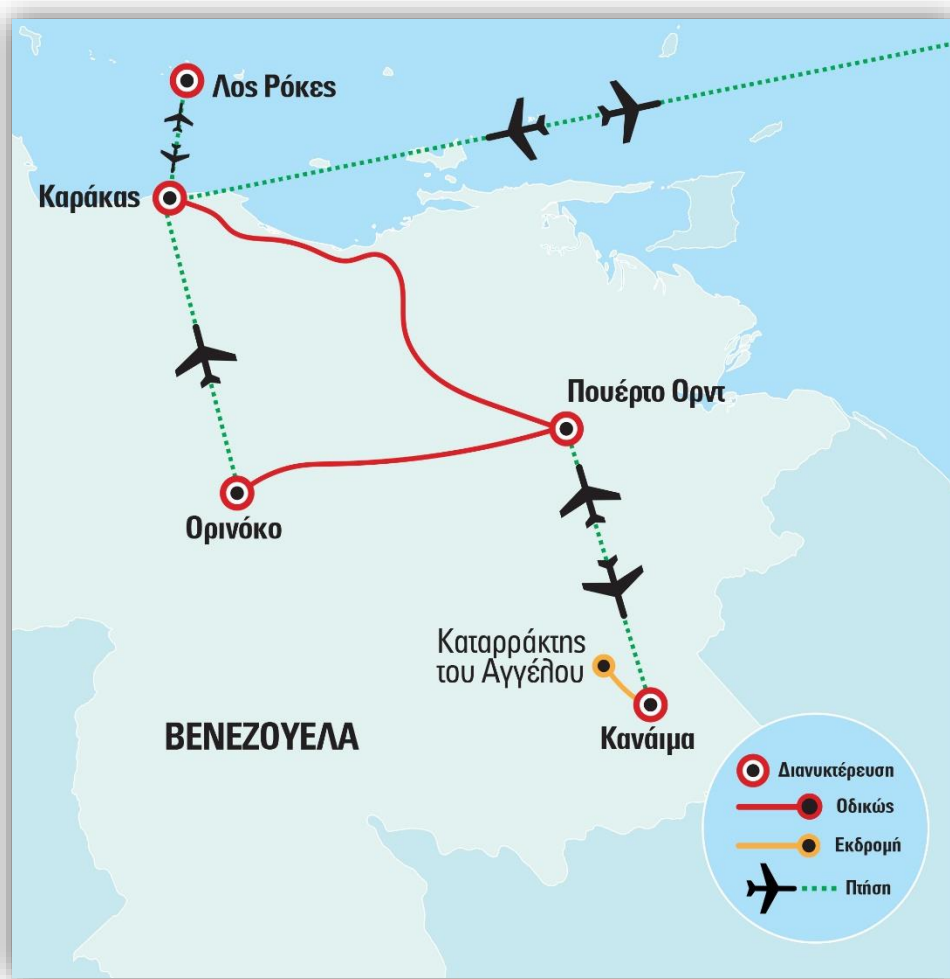 Λος Ρόκες
Καράκας
Πουέρτο Ορντ
Ορινόκο
Καταρράκτης
του Αγγέλου
Κανάιμα
ΒΕΝΕΖΟΥΕΛΑ
Διανυκτέρευση
Οδικώς
Εκδρομή
Πτήση